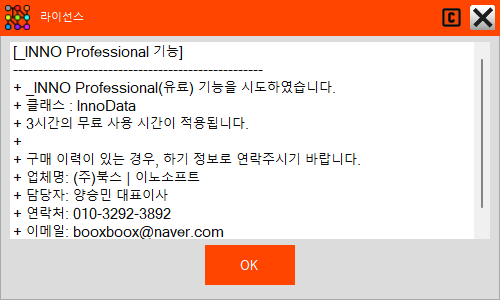 라이선스
C
[_INNO Professional 기능]
--------------------------------------------------
+ _INNO Professional(유료) 기능을 시도하였습니다.
+ 클래스 : InnoData
+ 3시간의 무료 사용 시간이 적용됩니다.
+
+ 구매 이력이 있는 경우, 하기 정보로 연락주시기 바랍니다.
+ 업체명: (주)북스 | 이노소프트
+ 담당자: 양승민 대표이사
+ 연락처: 010-3292-3892
+ 이메일: booxboox@naver.com
OK